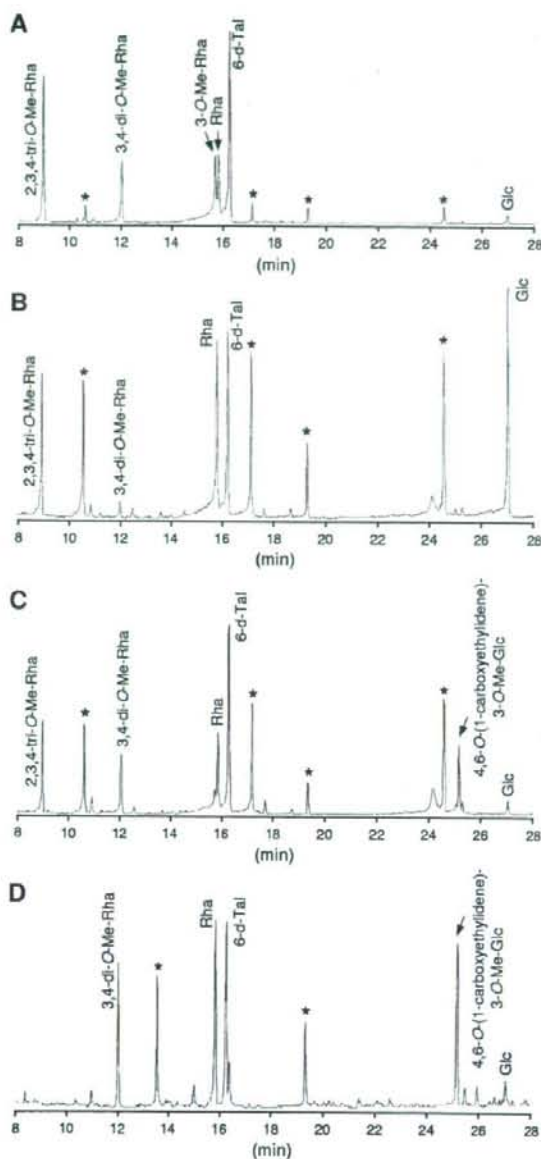 A
2,3,4-tri-O-Me-Rha
*
3,4-di-O-Me-Rha
3-O-Me-Rha
Rha
6-d-Tal
*
*
*
Glc
8 10 12 14 16 18 20 22 24 26 28
(min)
B
2,3,4-tri-O-Me-Rha
*
3,4-di-O-Me-Rha
Rha
6-d-Tal
*
*
*
Glc
8 10 12 14 16 18 20 22 24 26 28
(min)
C
2,3,4-tri-O-Me-Rha
*
3,4-di-O-Me-Rha
Rha
6-d-Tal
*
*
*
4,6-O-(1-carboxyethylidene)-
3-O-Me-Glc
Glc
8 10 12 14 16 18 20 22 24 26 28
(min)
D
3,4-di-O-Me-Rha
*
Rha
6-d-Tal
*
4,6-O-(1-carboxyethylidene)-
3-O-Me-Glc
Glc
8 10 12 14 16 18 20 22 24 26 28
(min)